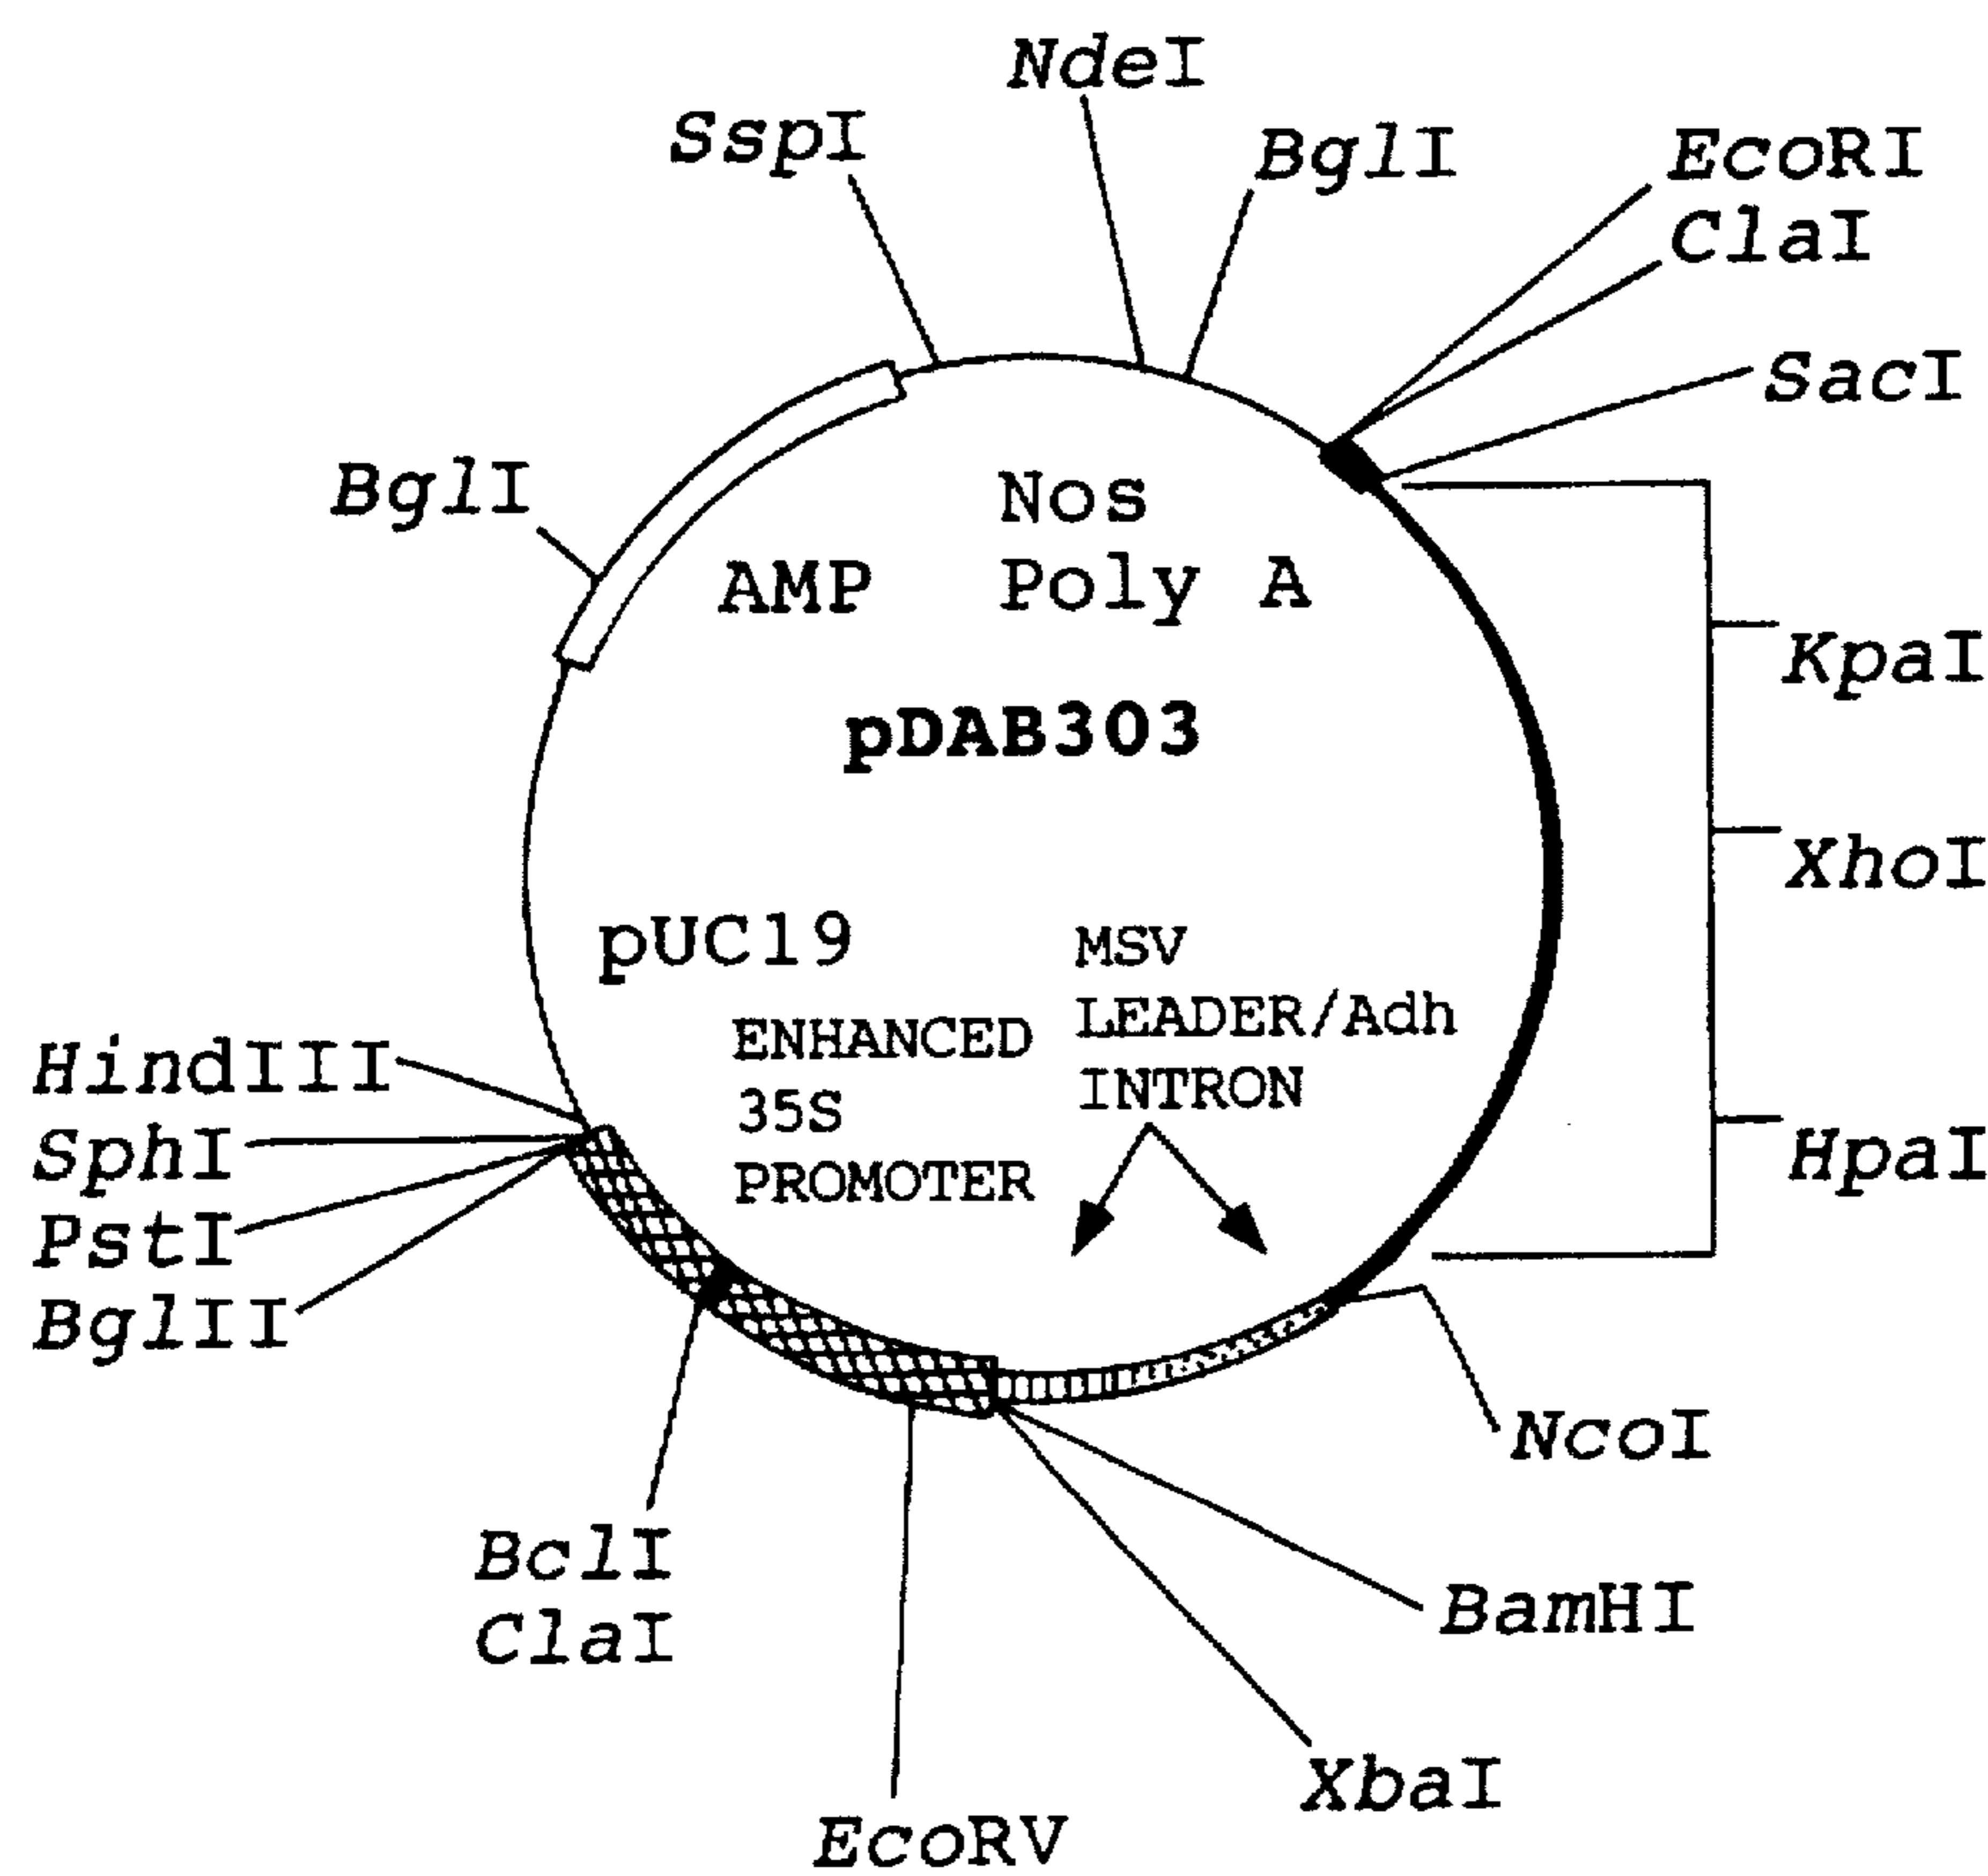 NdeI
SspI
BglI
EcoRI
ClaI
SacI
BglI
Nos
Poly A
AMP
KpaI
pDAB303
XhoI
pUC19
MSV
LEADER/Adh
INTRON
ENHANCED
35S
PROMOTER
HindIII
SphI
PstI
BglII
HpaI
NcoI
BclI
ClaI
BamHI
XbaI
EcoRV